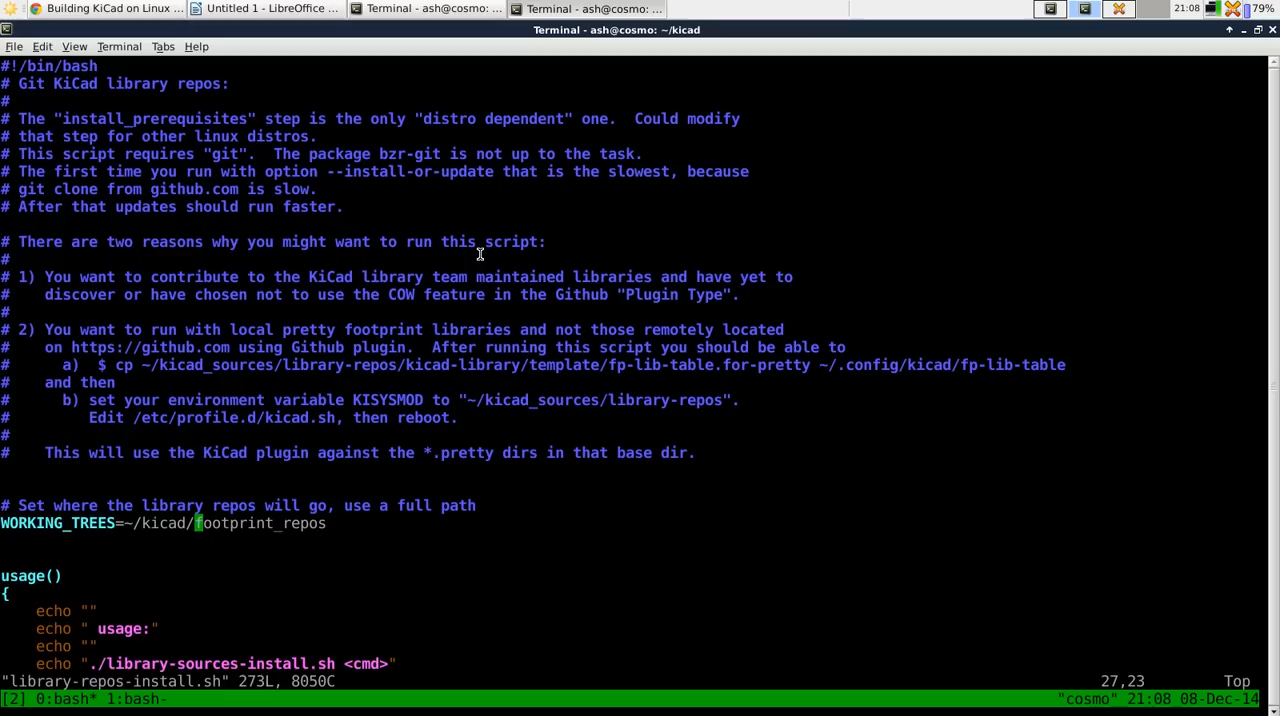 Building KiCad on Linux ...
Untitled 1 - LibreOffice ...
Terminal - ash@cosmo: ...
Terminal - ash@cosmo: ...
21:08
79%
Terminal - ash@cosmo: ~/kicad
File Edit View Terminal Tabs Help
#!/bin/bash
# Git KiCad library repos:
#
# The "install_prerequisites" step is the only "distro dependent" one.  Could modify
# that step for other linux distros.
# This script requires "git".  The package bzr-git is not up to the task.
# The first time you run with option --install-or-update that is the slowest, because
# git clone from github.com is slow.
# After that updates should run faster.
# There are two reasons why you might want to run this script:
#
# 1) You want to contribute to the KiCad library team maintained libraries and have yet to
#    discover or have chosen not to use the COW feature in the Github "Plugin Type".
#
# 2) You want to run with local pretty footprint libraries and not those remotely located
#    on https://github.com using Github plugin.  After running this script you should be able to
#      a)  $ cp ~/kicad_sources/library-repos/kicad-library/template/fp-lib-table.for-pretty ~/.config/kicad/fp-lib-table
#    and then
#      b) set your environment variable KISYSMOD to "~/kicad_sources/library-repos".
#         Edit /etc/profile.d/kicad.sh, then reboot.
#
#    This will use the KiCad plugin against the *.pretty dirs in that base dir.
# Set where the library repos will go, use a full path
WORKING_TREES=~/kicad/footprint_repos
usage()
{
    echo ""
    echo " usage:"
    echo ""
    echo "./library-sources-install.sh <cmd>"
"library-repos-install.sh" 273L, 8050C 27,23 Top
[2] 0:bash* 1:bash- "cosmo" 21:08 08-Dec-14